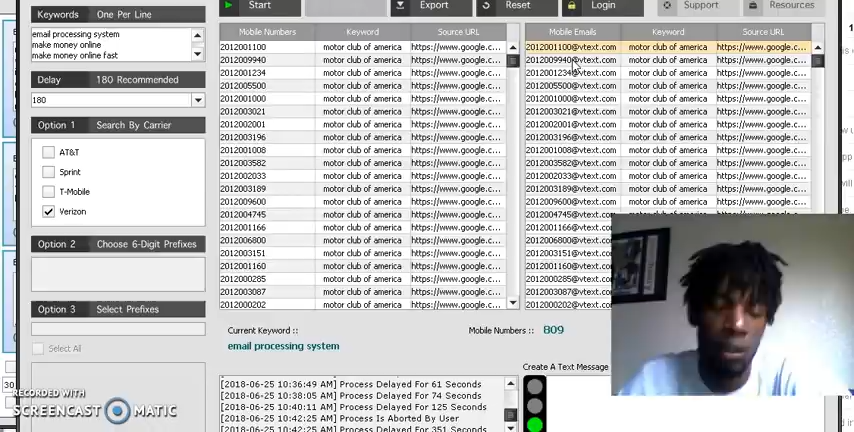 Keywords One Per Line
email processing system
make money online
make money online fast
Delay 180 Recommended
180
Option 1 Search By Carrier
AT&T
Sprint
T-Mobile
Verizon
Option 2 Choose 6-Digit Prefixes
Option 3 Select Prefixes
Select All
30
RECORDED WITH
SCREENCAST MATIC
Start Export Reset Login Support Resources
Mobile Numbers Keyword Source URL
2012001100 motor club of america https://www.google.c...
2012009940 motor club of america https://www.google.c...
2012001234 motor club of america https://www.google.c...
2012005500 motor club of america https://www.google.c...
2012001000 motor club of america https://www.google.c...
2012003021 motor club of america https://www.google.c...
2012002001 motor club of america https://www.google.c...
2012003196 motor club of america https://www.google.c...
2012001008 motor club of america https://www.google.c...
2012003582 motor club of america https://www.google.c...
2012002033 motor club of america https://www.google.c...
2012003189 motor club of america https://www.google.c...
2012009600 motor club of america https://www.google.c...
2012004745 motor club of america https://www.google.c...
2012001166 motor club of america https://www.google.c...
2012006800 motor club of america https://www.google.c...
2012003151 motor club of america https://www.google.c...
2012001160 motor club of america https://www.google.c...
2012000285 motor club of america https://www.google.c...
2012003087 motor club of america https://www.google.c...
2012000202 motor club of america https://www.google.c...
Mobile Emails Keyword Source URL
2012001100@vtext.com motor club of america https://www.google.c...
2012009940@vtext.com motor club of america https://www.google.c...
2012001234@vtext.com motor club of america https://www.google.c...
2012005500@vtext.com motor club of america https://www.google.c...
2012001000@vtext.com motor club of america https://www.google.c...
2012003021@vtext.com motor club of america https://www.google.c...
2012002001@vtext.com motor club of america https://www.google.c...
2012003196@vtext.com motor club of america https://www.google.c...
2012001008@vtext.com motor club of america https://www.google.c...
2012003582@vtext.com motor club of america https://www.google.c...
2012002033@vtext.com motor club of america https://www.google.c...
2012003189@vtext.com motor club of america https://www.google.c...
2012009600@vtext.com motor club of america https://www.google.c...
2012004745@vtext.com motor club of america https://www.google.c...
2012001166@vtext.com
2012006800@vtext.com
2012003151@vtext.com
2012001160@vtext.com
2012000285@vtext.com
2012003087@vtext.com
2012000202@vtext.com
Current Keyword :: Mobile Numbers :: 809
email processing system
Create A Text Message
[2018-06-25 10:36:49 AM] Process Delayed For 61 Seconds
[2018-06-25 10:38:05 AM] Process Delayed For 74 Seconds
[2018-06-25 10:40:11 AM] Process Delayed For 125 Seconds
[2018-06-25 10:42:25 AM] Process Is Aborted By User
[2018-06-25 10:42:25 AM] Process Delayed For 351 Seconds